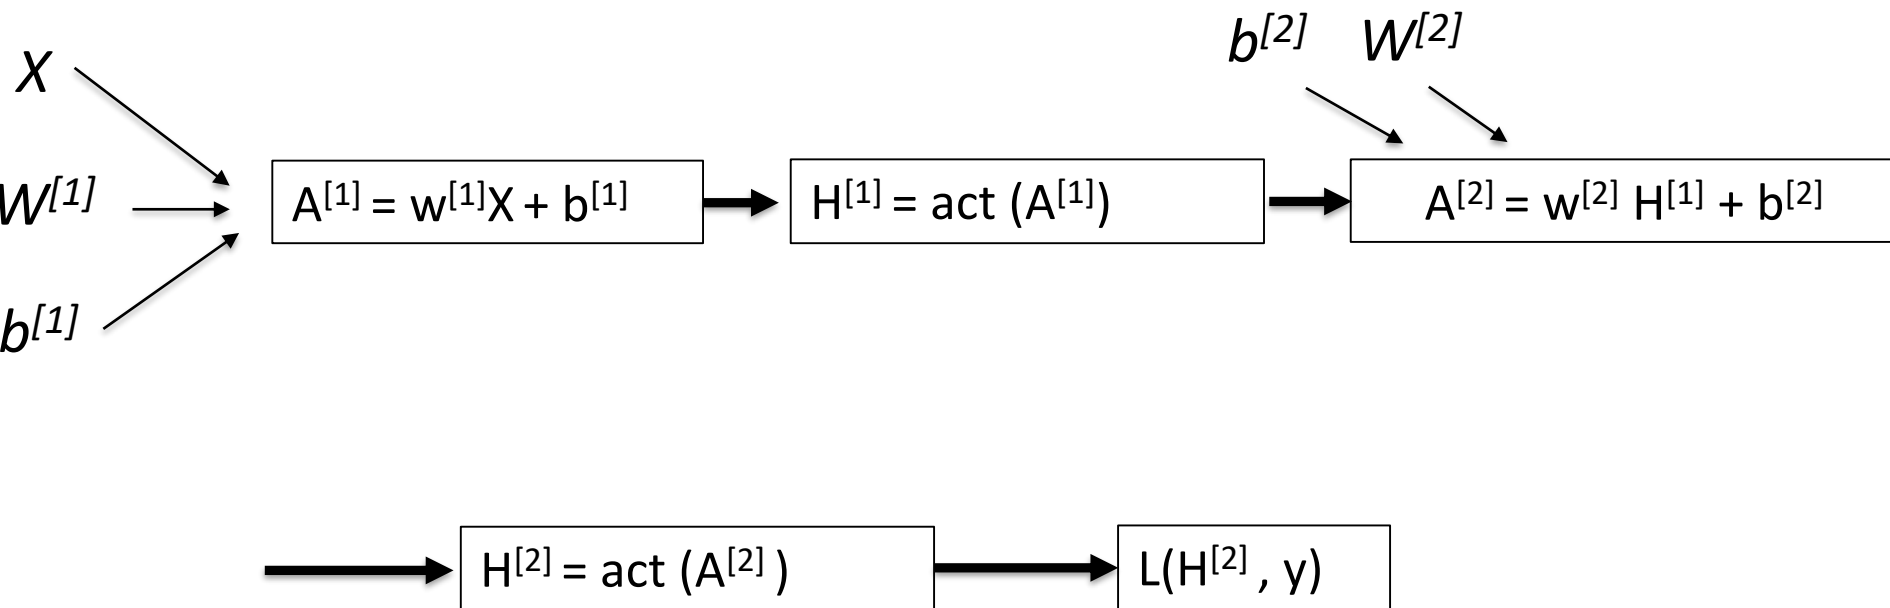 X
W[1]
b[1]
b[2] W[2]
A[1] = w[1]X + b[1]
H[1] = act (A[1])
A[2] = w[2] H[1] + b[2]
H[2] = act (A[2] )
L(H[2] , y)